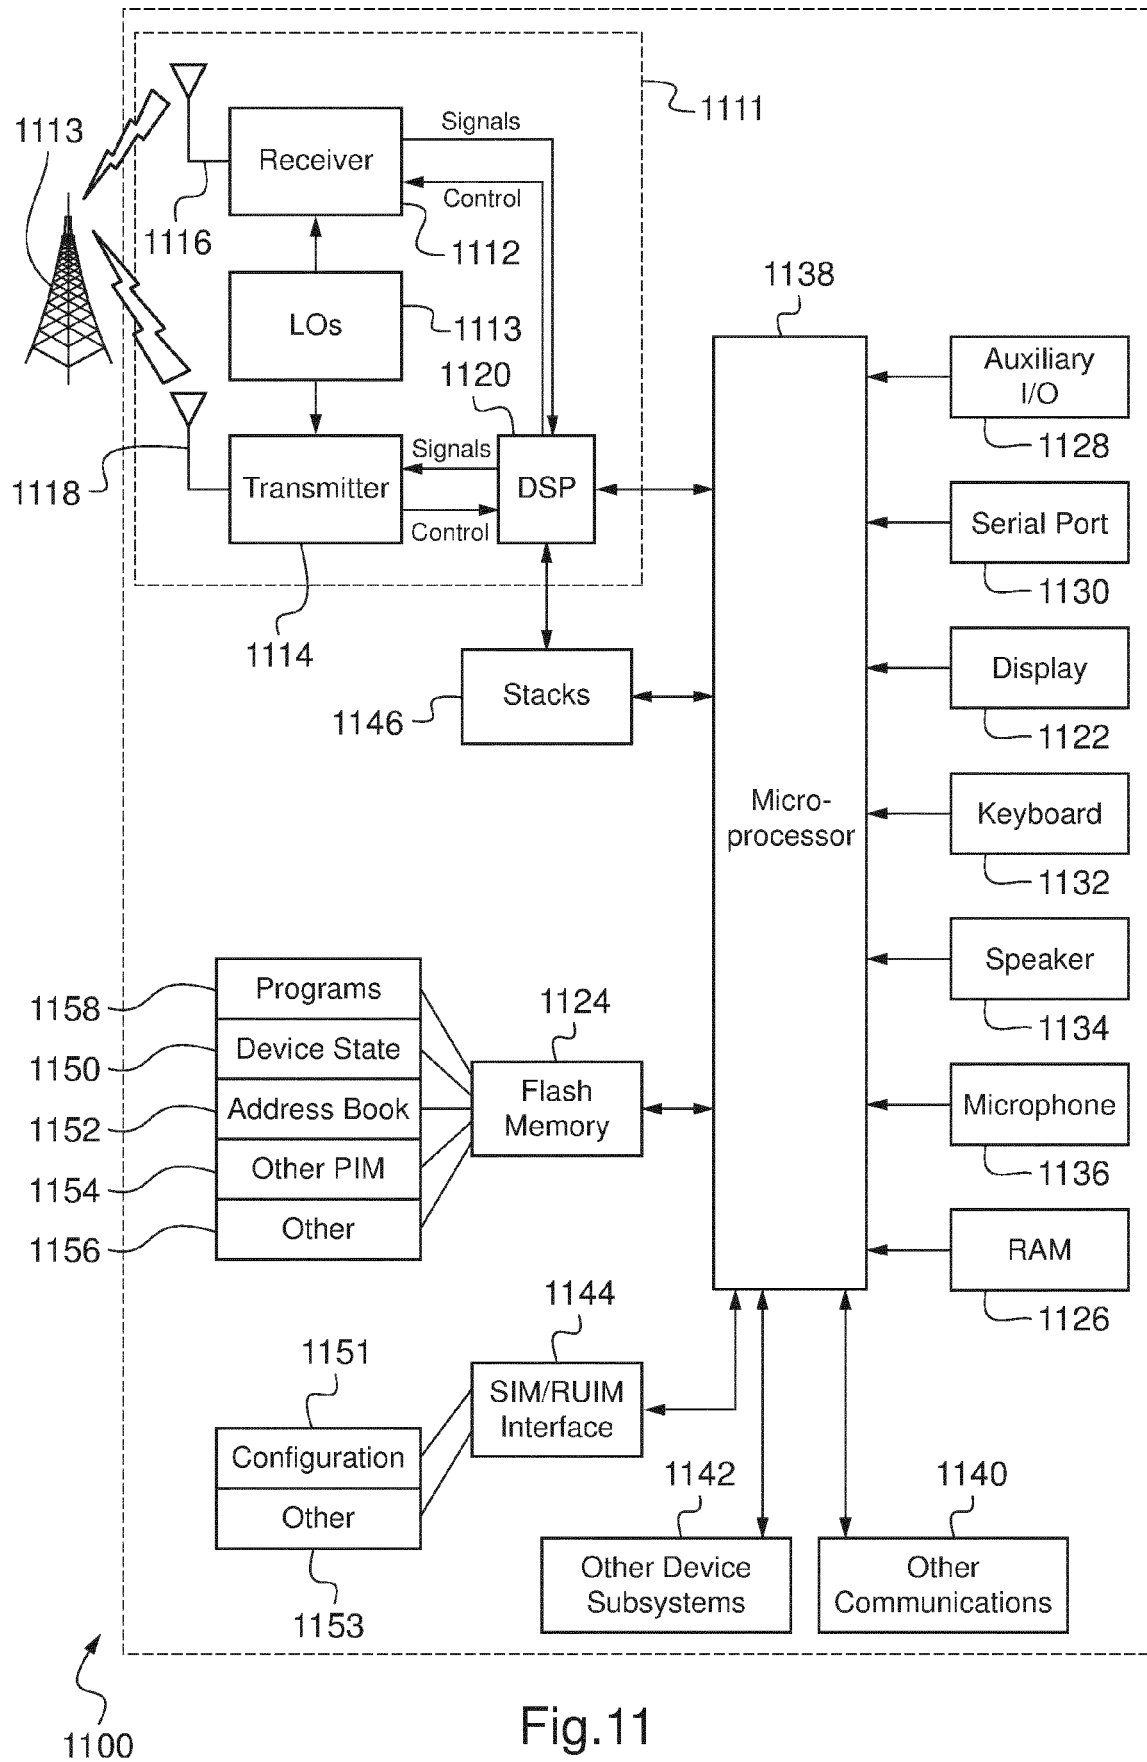 1111
1113
Receiver
Signals
Control
1116
1112
LOs
1113
1120
1138
Auxiliary
I/O
1128
Transmitter
Signals
Control
DSP
1118
1114
Serial Port
1130
Stacks
1146
Display
1122
Micro-
processor
Keyboard
1132
Speaker
1134
Programs
1158
Device State
1150
Address Book
1152
Other PIM
1154
Other
1156
1124
Flash
Memory
Microphone
1136
RAM
1126
1144
SIM/RUIM
Interface
1151
Configuration
Other
1153
1142
Other Device
Subsystems
1140
Other
Communications
1100
Fig.11